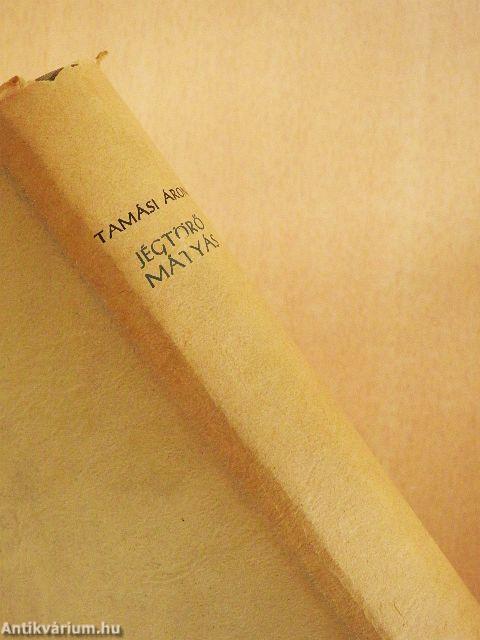 TAMÁSI ÁRON
JÉGTÖRŐ
MÁTYÁS
Antikvárium.hu